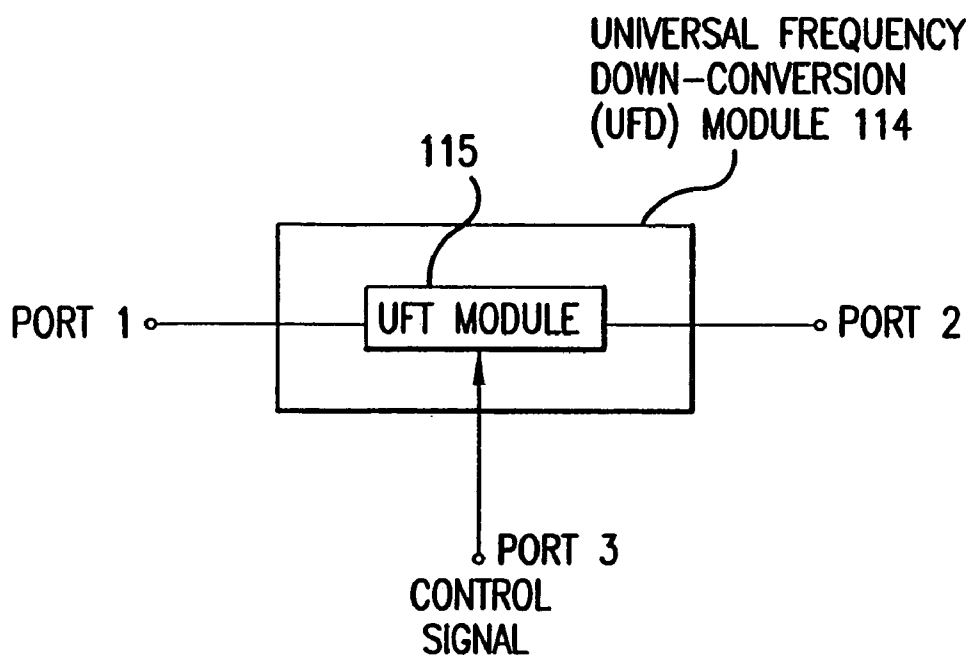 UNIVERSAL FREQUENCY
DOWN-CONVERSION
(UFD) MODULE 114
115
PORT 1
UFT MODULE
PORT 2
PORT 3
CONTROL
SIGNAL